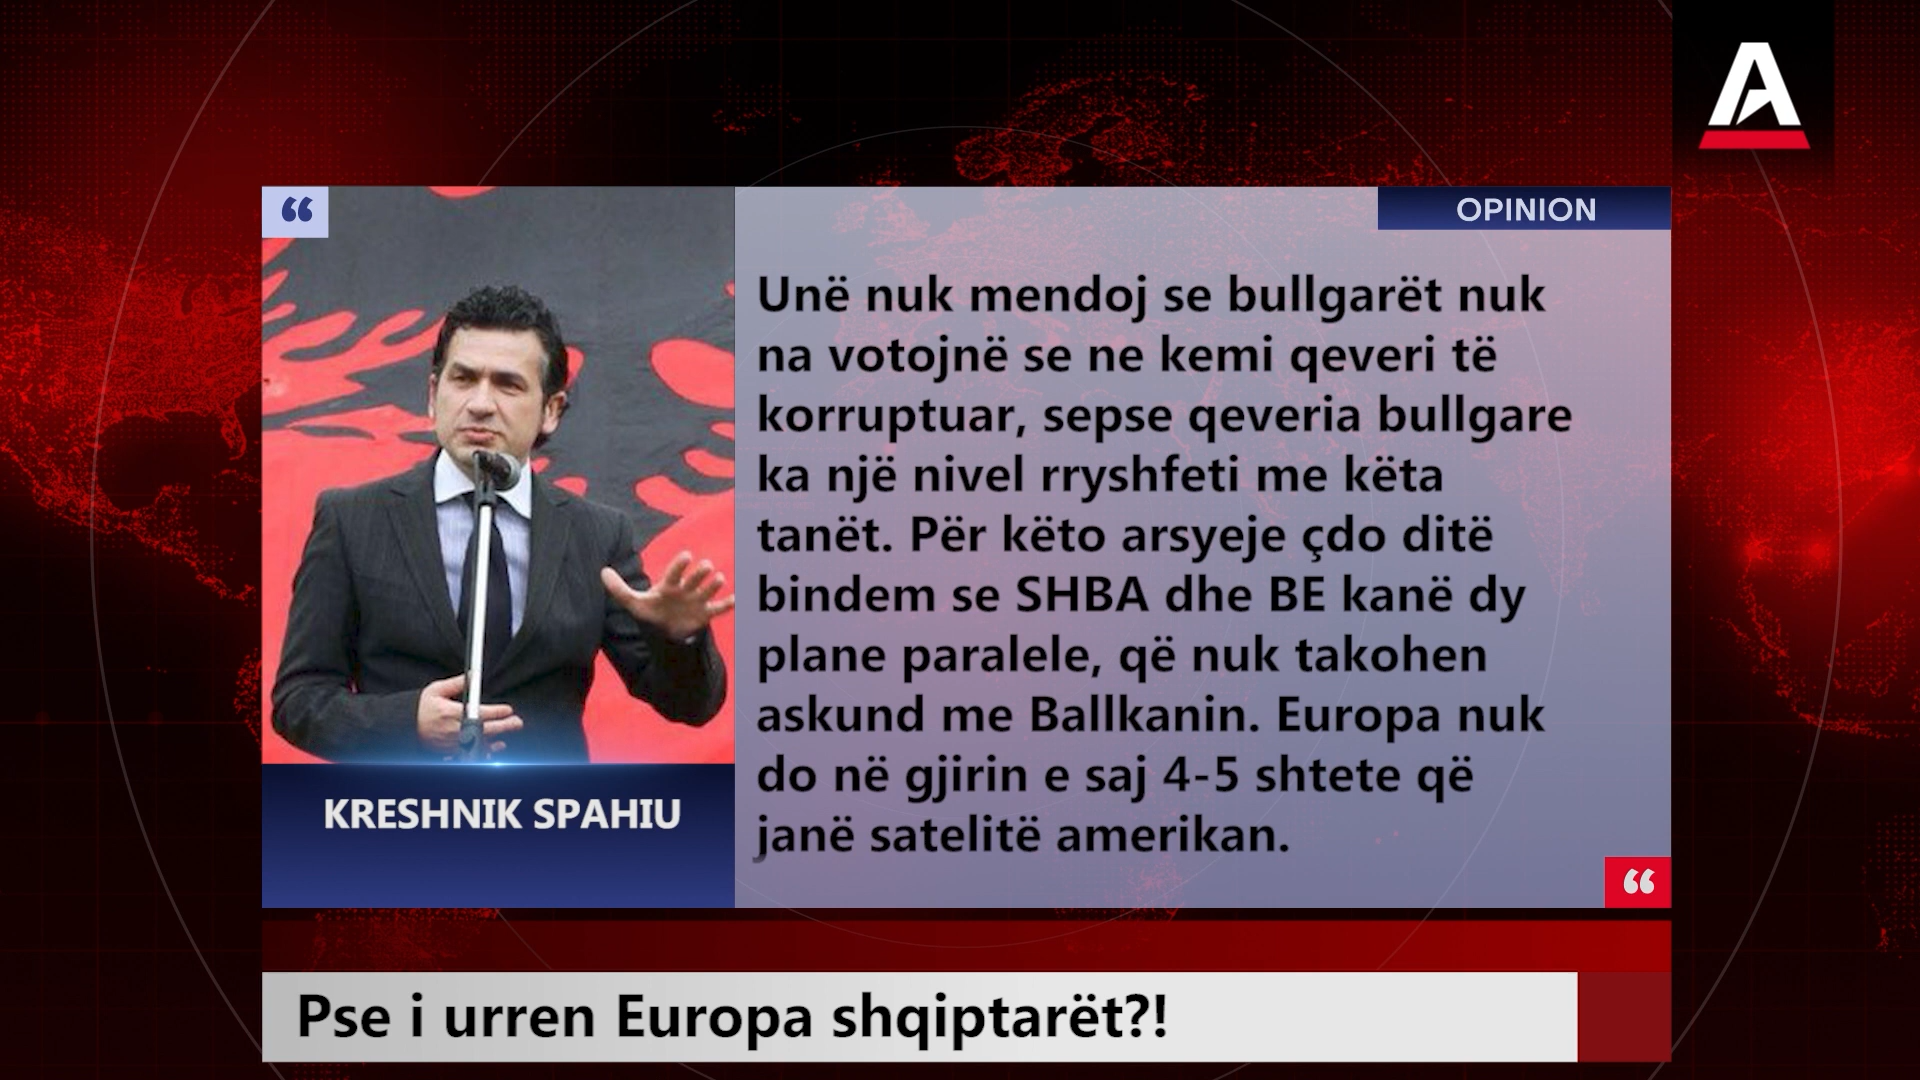 OPINION
Unë nuk mendoj se bullgarët nuk
na votojnë se ne kemi qeveri të
korruptuar, sepse qeveria bullgare
ka një nivel rryshfeti me këta
tanët. Për këto arsyeje çdo ditë
bindem se SHBA dhe BE kanë dy
plane paralele, që nuk takohen
askund me Ballkanin. Europa nuk
do në gjirin e saj 4-5 shtete që
janë satelitë amerikan.
KRESHNIK SPAHIU
Pse i urren Europa shqiptarët?!